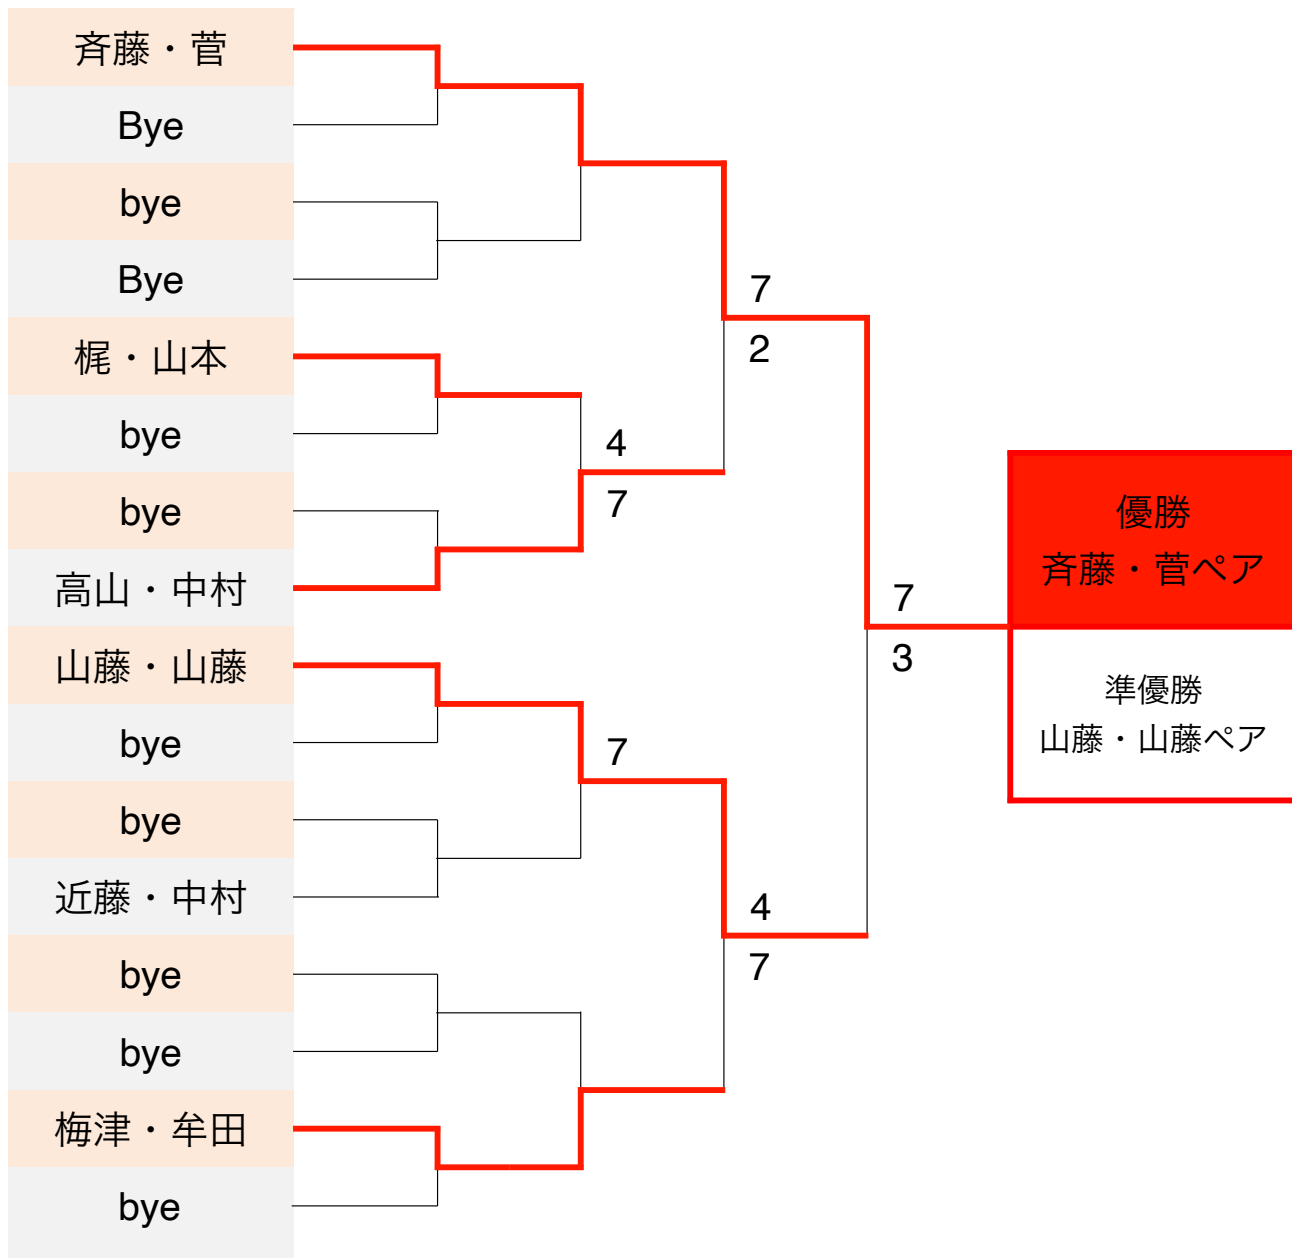 斉藤・菅
Bye
bye
Bye
梶・山本
bye
bye
高山・中村
山藤・山藤
bye
bye
近藤・中村
bye
bye
梅津・牟田
bye
4
7
7
7
2
4
7
7
3
優勝
斉藤・菅ペア
準優勝
山藤・山藤ペア